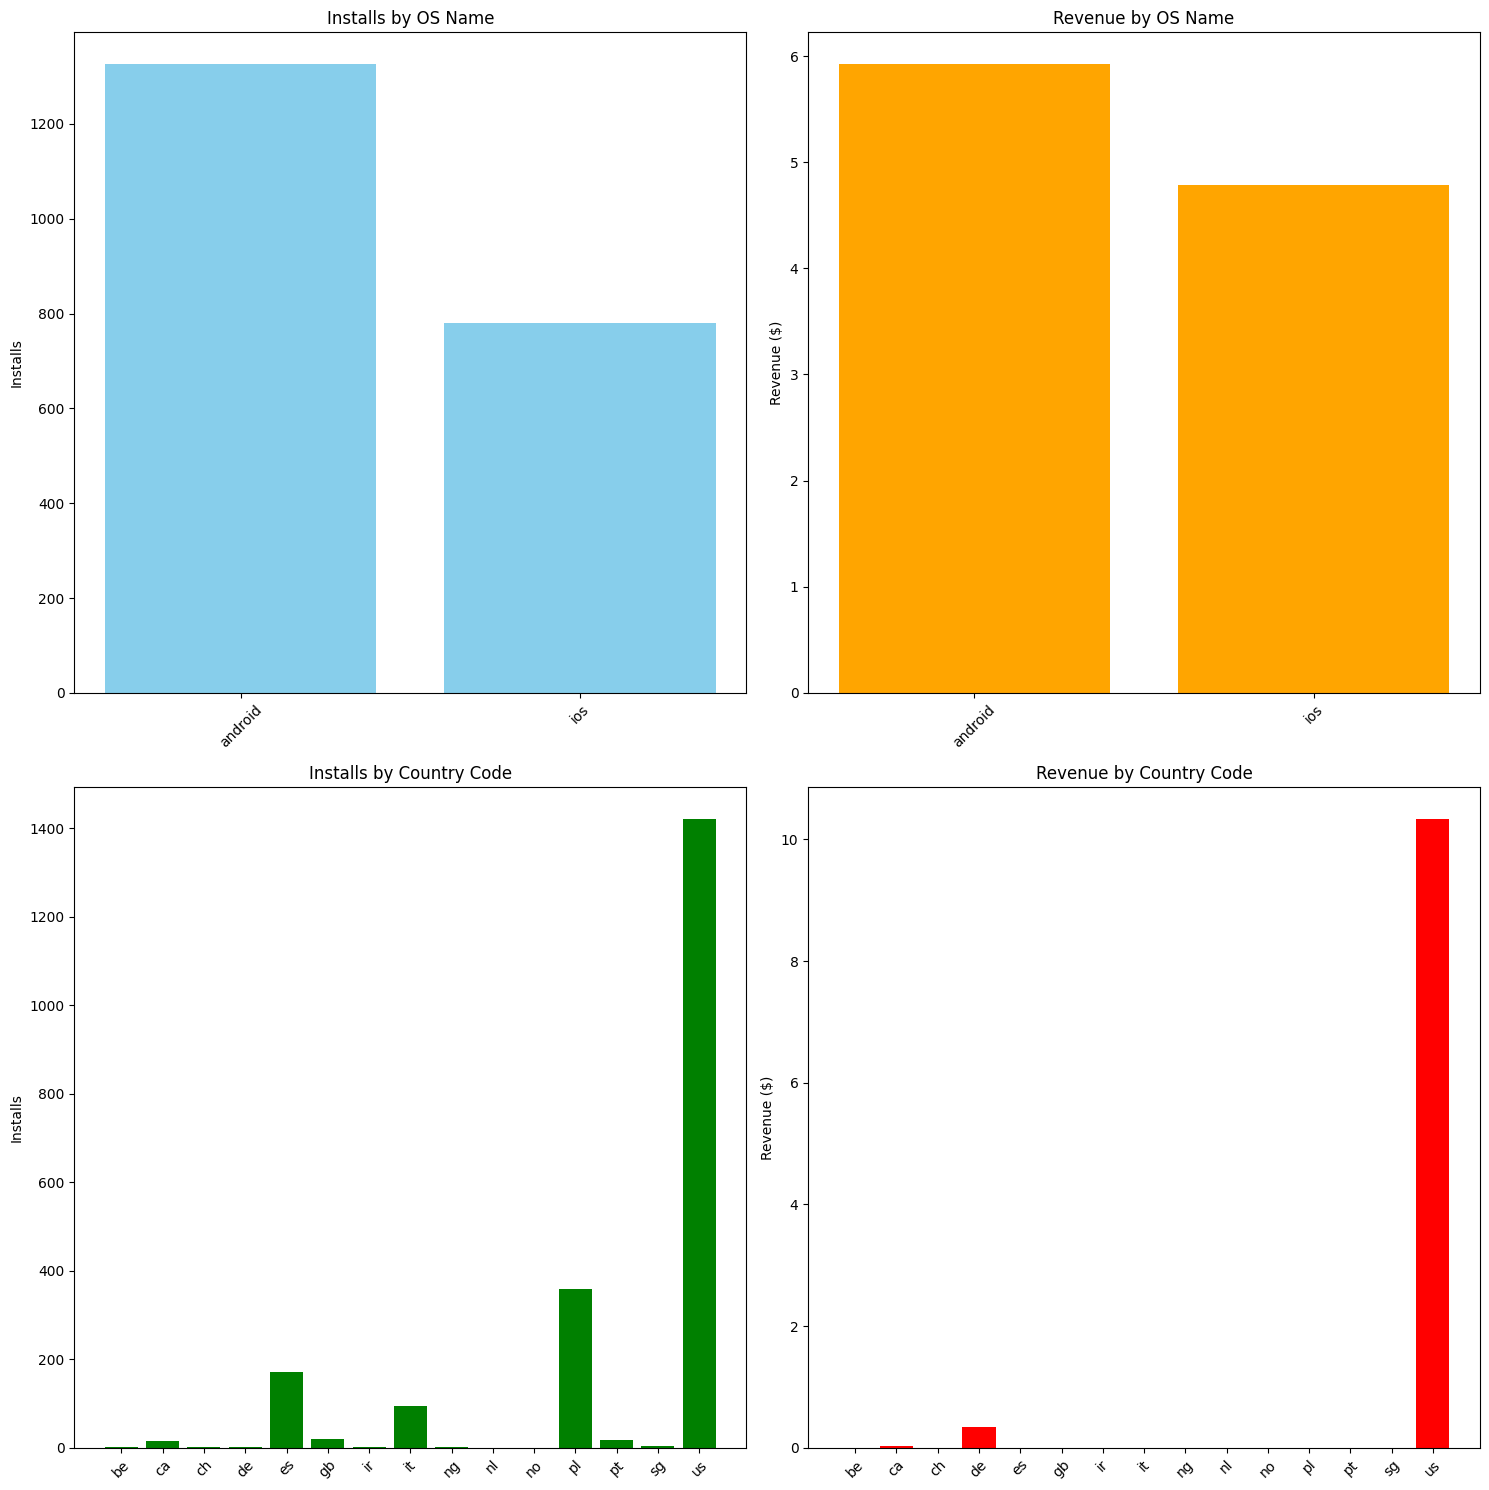 Installs by OS Name
1200
1000
800
600
400
200
0
Installs
android
ios
Revenue by OS Name
6
5
4
3
2
1
0
Revenue ($)
android
ios
Installs by Country Code
1400
1200
1000
800
600
400
200
0
Installs
be
ca
ch
de
es
gb
ir
it
ng
nl
no
pl
pt
sg
us
Revenue by Country Code
10
8
6
4
2
0
Revenue ($)
be
ca
ch
de
es
gb
ir
it
ng
nl
no
pl
pt
sg
us